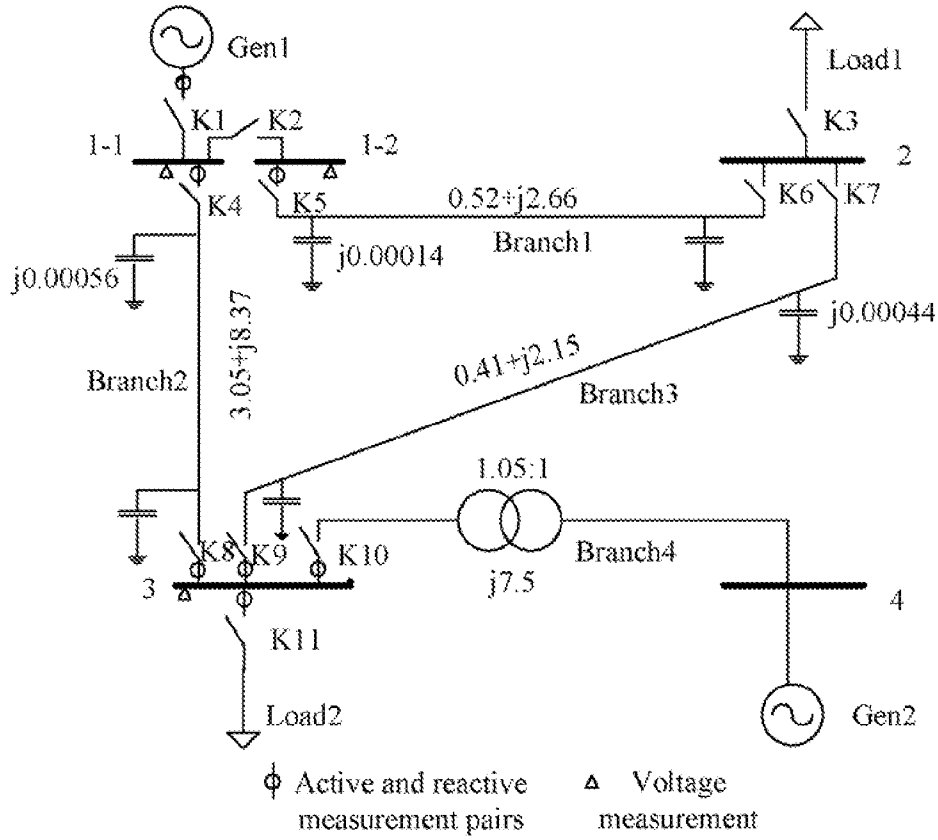 Gen1
Load1
K1
K2
K3
1-1
1-2
2
K4
K5
K6
K7
0.52+j2.66
Branch1
j0.00056
j0.00014
j0.00044
3.05+j8.37
0.41+j2.15
Branch2
Branch3
1.05:1
K8
K9
K10
Branch4
j7.5
3
4
K11
Load2
Gen2
Active and reactive
measurement pairs
Voltage
measurement